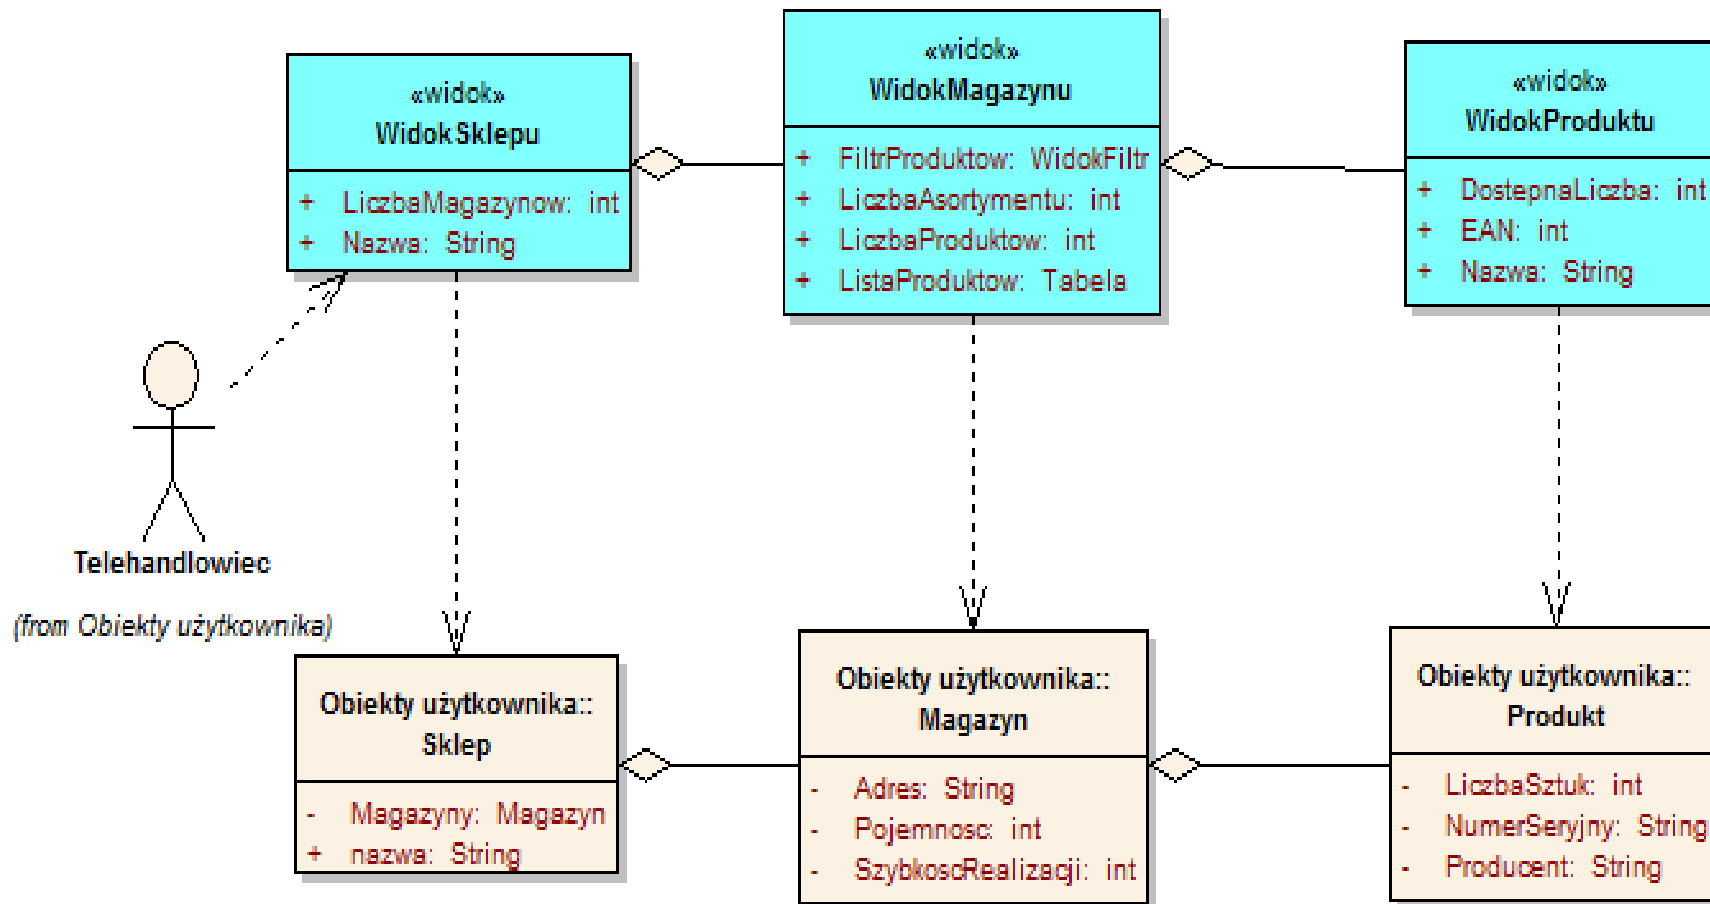 «widok»
WidokSklepu
+ LiczbaMagazynow: int
+ Nazwa: String
«widok»
WidokMagazynu
+ FiltrProduktow: WidokFiltr
+ LiczbaAsortymentu: int
+ LiczbaProduktow: int
+ ListaProduktow: Tabela
«widok»
WidokProduktu
+ DostepnaLiczba: int
+ EAN: int
+ Nazwa: String
Telehandlowiec
(from Obiekty użytkownika)
Obiekty użytkownika::
Sklep
- Magazyny: Magazyn
+ nazwa: String
Obiekty użytkownika::
Magazyn
- Adres: String
- Pojemnosc: int
- SzybkoscRealizacji: int
Obiekty użytkownika::
Produkt
- LiczbaSztuk: int
- NumerSeryjny: String
- Producent: String